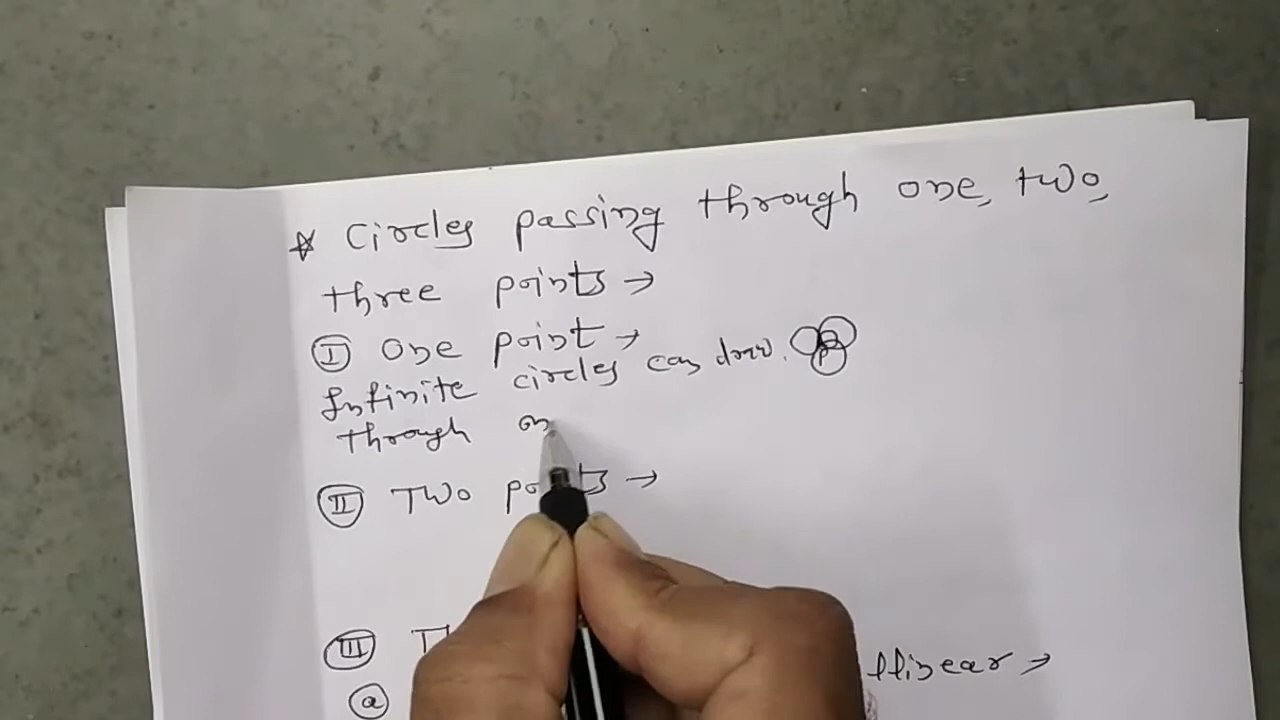 ☆ Circles passing through one, two,
three points →
I One point →
Infinite circles can draw. P
through on
II Two points →
III
a llinear →